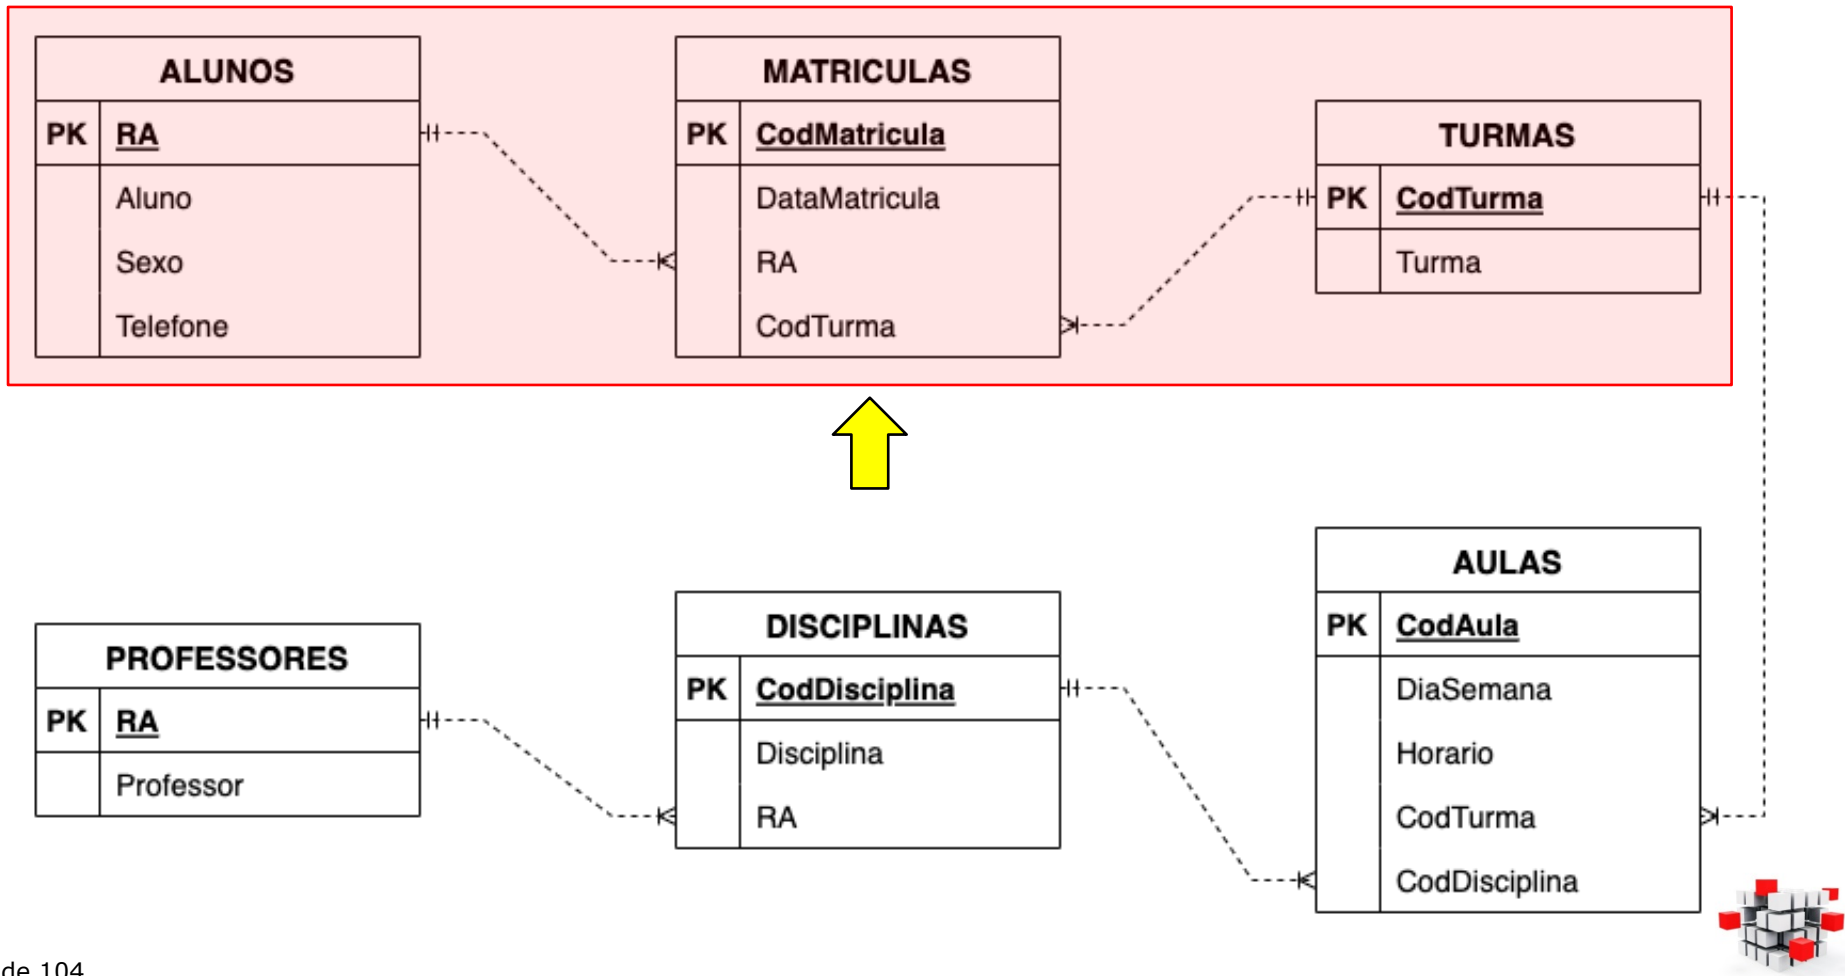 ALUNOS
PK RA
Aluno
Sexo
Telefone
MATRICULAS
PK CodMatricula
DataMatricula
RA
CodTurma
TURMAS
PK CodTurma
Turma
PROFESSORES
PK RA
Professor
DISCIPLINAS
PK CodDisciplina
Disciplina
RA
AULAS
PK CodAula
DiaSemana
Horario
CodTurma
CodDisciplina
de 104